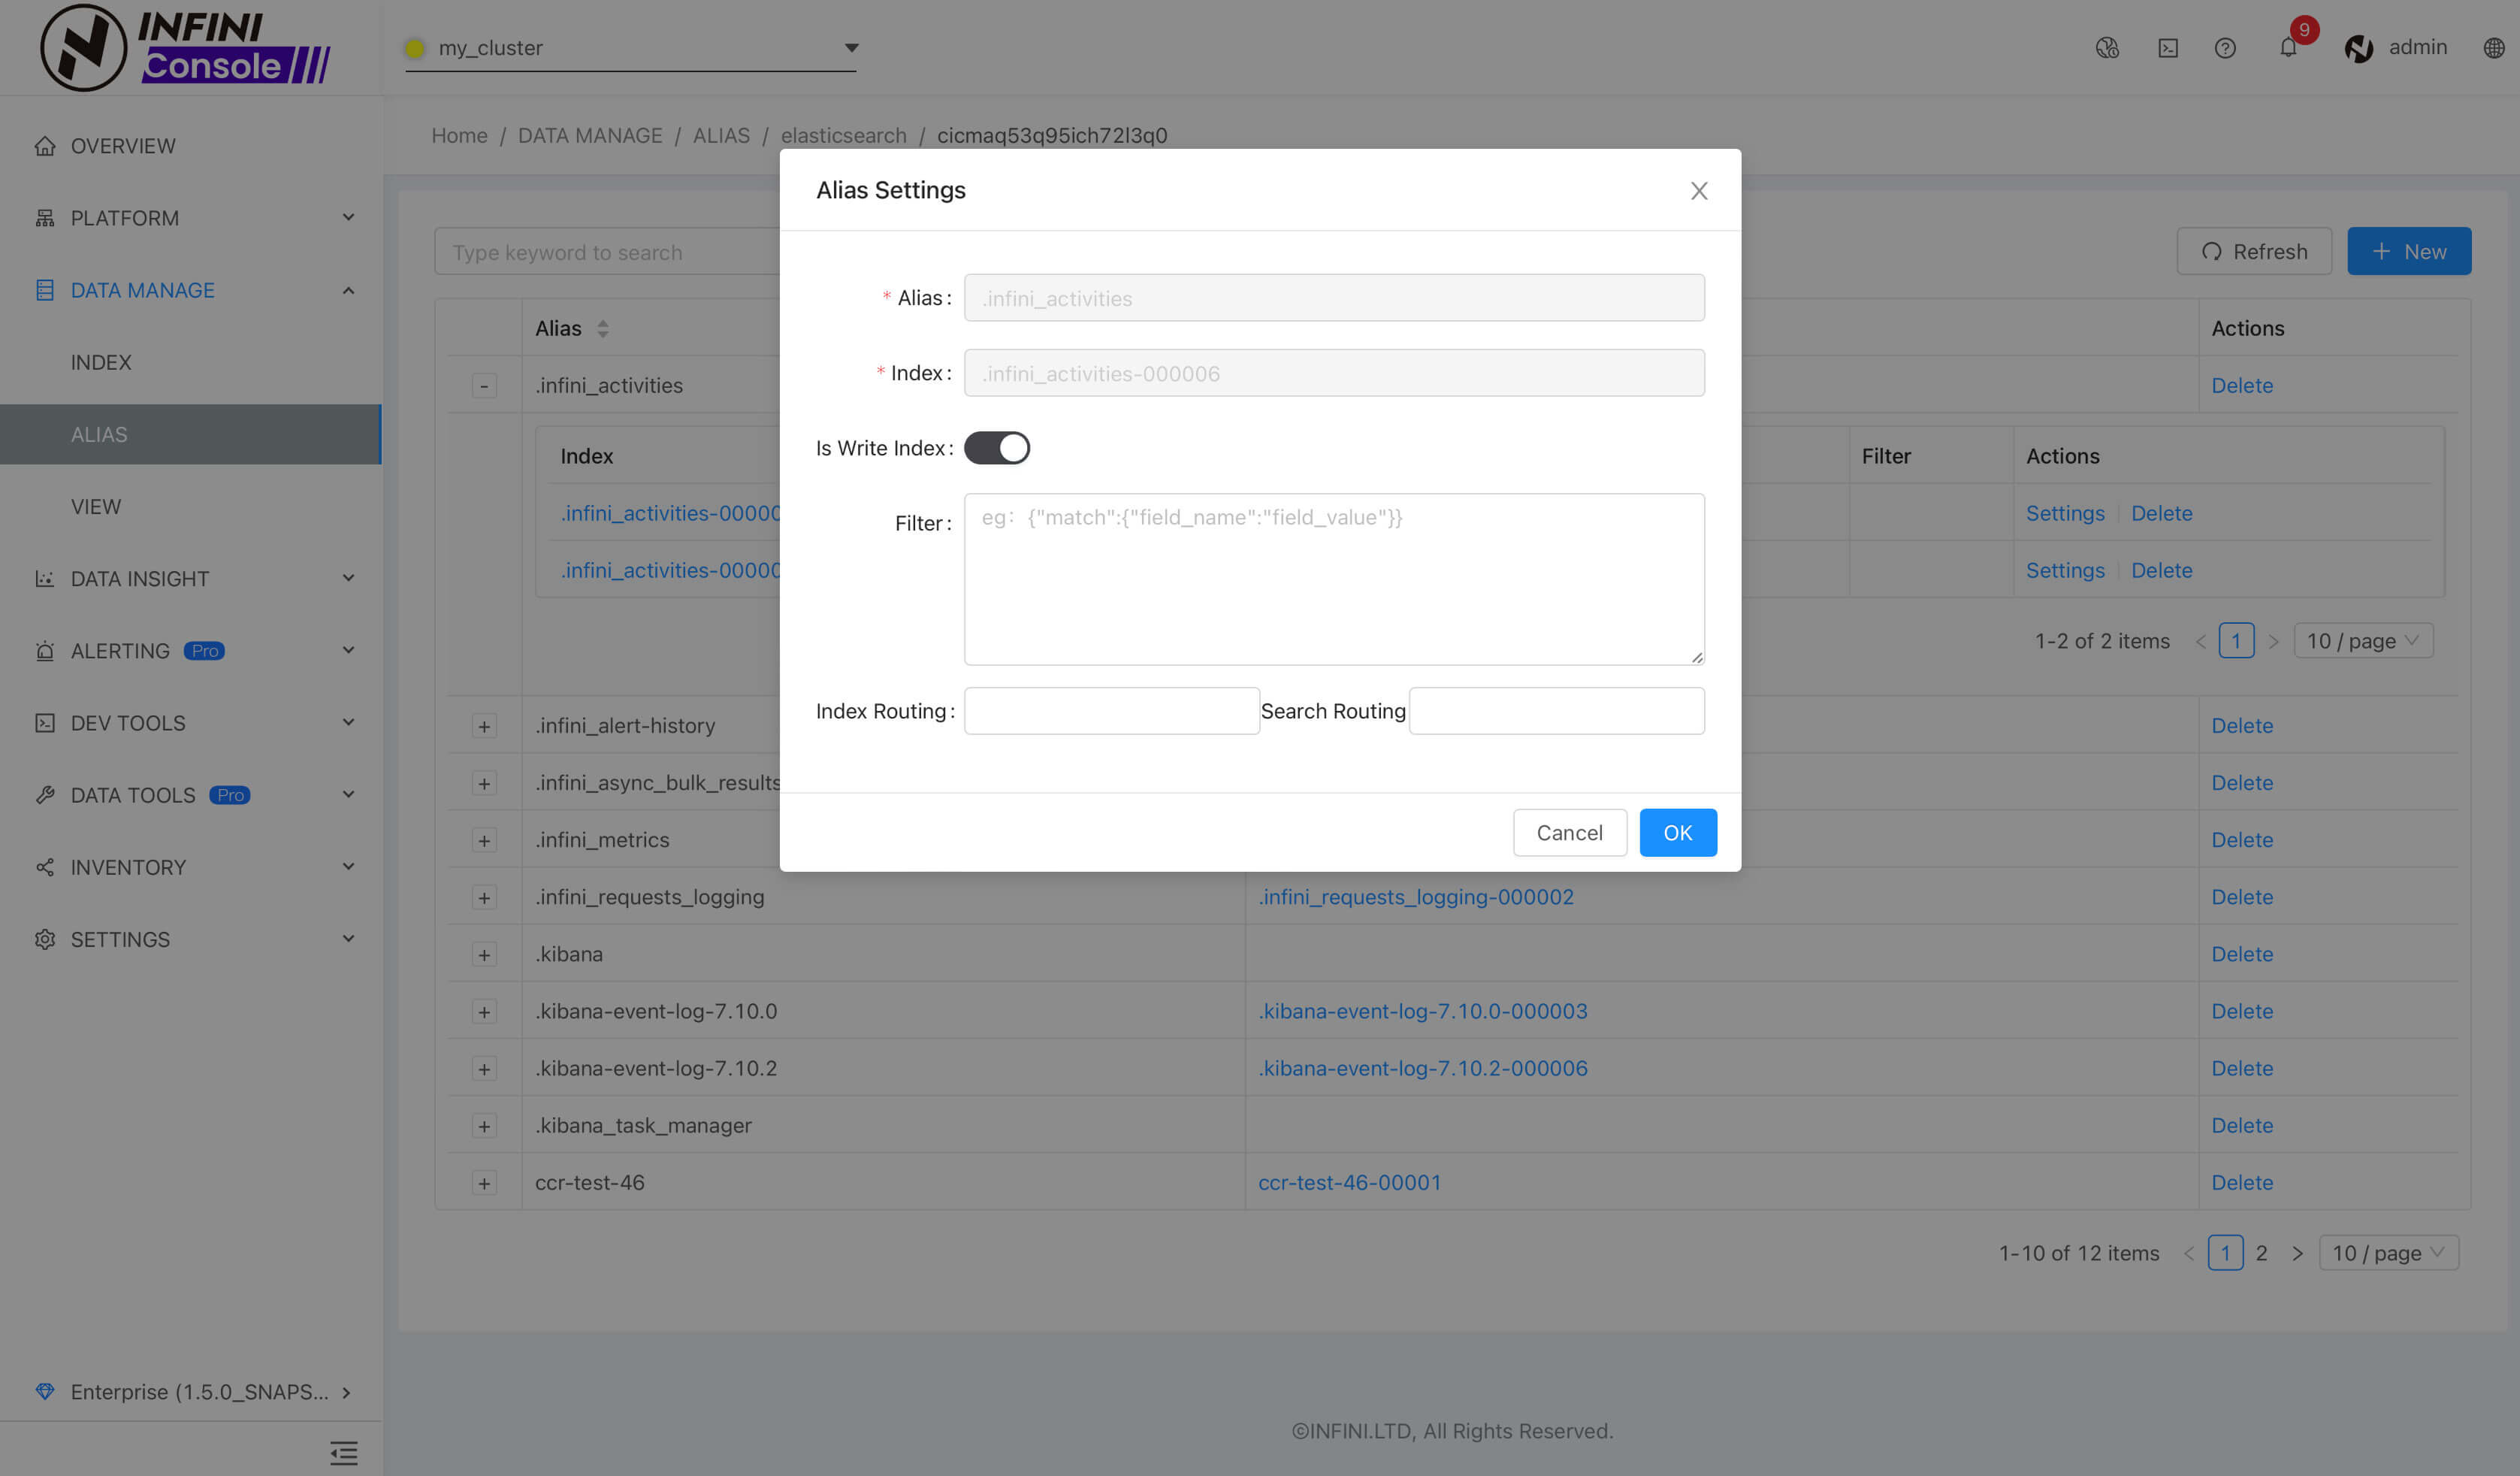 INFINI
Console
my_cluster
9
admin
Home / DATA MANAGE / ALIAS / elasticsearch / cicmaq53q95ich72l3q0
OVERVIEW
PLATFORM
DATA MANAGE
INDEX
ALIAS
VIEW
DATA INSIGHT
ALERTING Pro
DEV TOOLS
DATA TOOLS Pro
INVENTORY
SETTINGS
Enterprise (1.5.0_SNAPS...
Type keyword to search
Refresh
+ New
Alias
Actions
- .infini_activities
Delete
Index
Filter
Actions
.infini_activities-00000
Settings Delete
.infini_activities-00000
Settings Delete
1-2 of 2 items < 1 > 10 / page
+ .infini_alert-history
Delete
+ .infini_async_bulk_results
Delete
+ .infini_metrics
Delete
+ .infini_requests_logging .infini_requests_logging-000002 Delete
+ .kibana Delete
+ .kibana-event-log-7.10.0 .kibana-event-log-7.10.0-000003 Delete
+ .kibana-event-log-7.10.2 .kibana-event-log-7.10.2-000006 Delete
+ .kibana_task_manager Delete
+ ccr-test-46 ccr-test-46-00001 Delete
1-10 of 12 items < 1 2 > 10 / page
Alias Settings
* Alias: .infini_activities
* Index: .infini_activities-000006
Is Write Index:
Filter: eg: {"match":{"field_name":"field_value"}}
Index Routing: Search Routing
Cancel OK
©INFINI.LTD, All Rights Reserved.